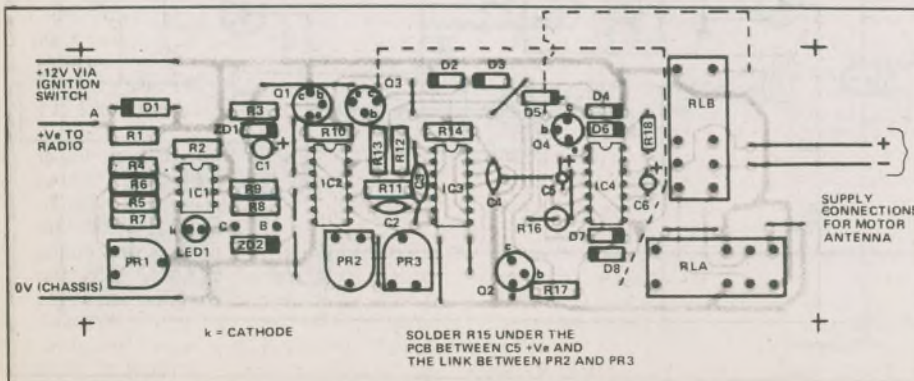 +12V VIA
IGNITION
SWITCH
A
+Ve TO
RADIO
D1
R1
R2
R4
R6
R5
R7
PR1
IC1
k
LED1
0V (CHASSIS)
R3
ZD1
+
C1
R9
R8
C
B
ZD2
Q1
c
b
e
Q3
c
e
b
R10
IC2
R13
R12
R11
C2
C3
PR2
PR3
R14
IC3
D2
D3
C4
D5
c
b
e
Q4
D4
D6
R18
+
C5
R16
IC4
+
C6
D7
D8
c
b
e
Q2
R17
RLB
RLA
+
−
SUPPLY
CONNECTIONS
FOR MOTOR
ANTENNA
k = CATHODE
SOLDER R15 UNDER THE
PCB BETWEEN C5 +Ve AND
THE LINK BETWEEN PR2 AND PR3